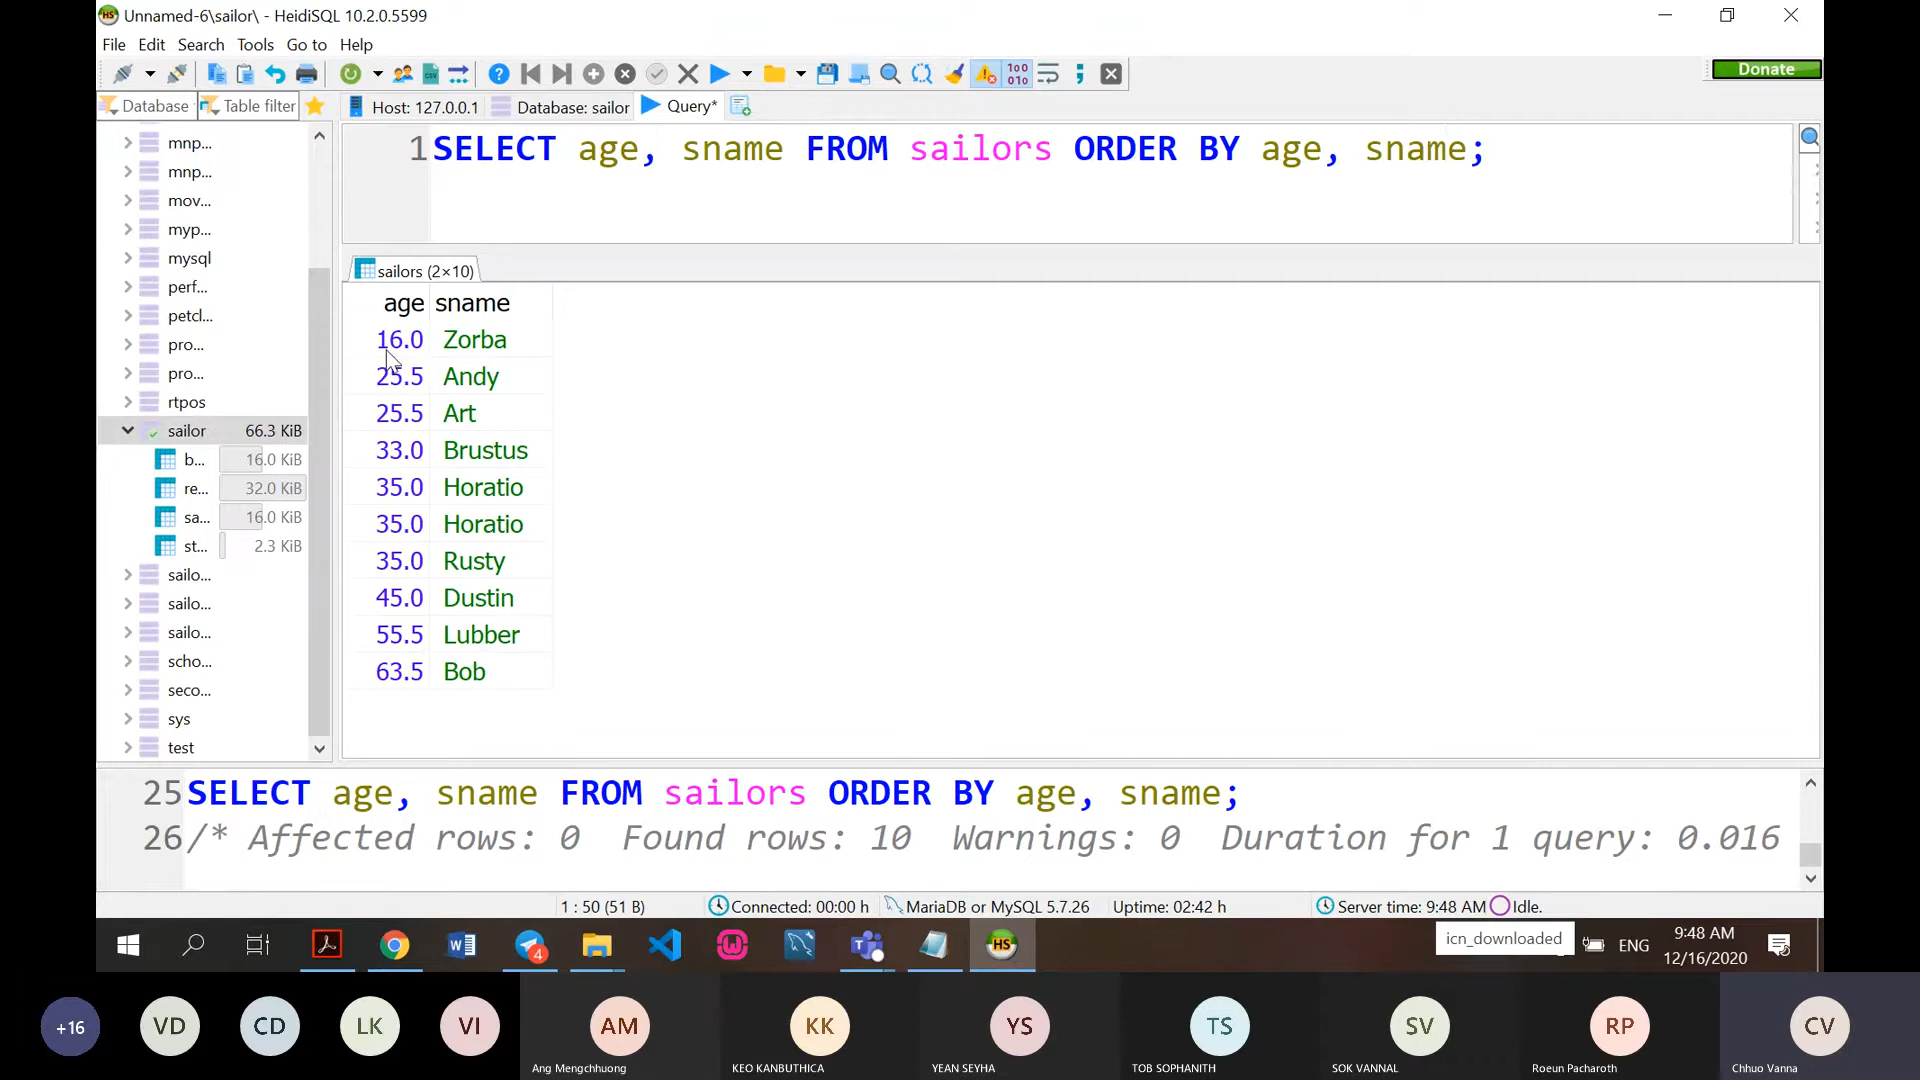 Unnamed-6\sailor\ - HeidiSQL 10.2.0.5599
File Edit Search Tools Go to Help
Donate
Database Table filter Host: 127.0.0.1 Database: sailor Query*
1 SELECT age, sname FROM sailors ORDER BY age, sname;
mnp...
mnp...
mov...
myp...
mysql
perf...
petcl...
pro...
pro...
rtpos
sailor 66.3 KiB
b... 16.0 KiB
re... 32.0 KiB
sa... 16.0 KiB
st... 2.3 KiB
sailo...
sailo...
sailo...
scho...
seco...
sys
test
sailors (2×10)
age sname
16.0 Zorba
25.5 Andy
25.5 Art
33.0 Brustus
35.0 Horatio
35.0 Horatio
35.0 Rusty
45.0 Dustin
55.5 Lubber
63.5 Bob
25 SELECT age, sname FROM sailors ORDER BY age, sname;
26 /* Affected rows: 0 Found rows: 10 Warnings: 0 Duration for 1 query: 0.016
1 : 50 (51 B) Connected: 00:00 h MariaDB or MySQL 5.7.26 Uptime: 02:42 h Server time: 9:48 AM Idle.
icn_downloaded
4
HS
ENG
9:48 AM
12/16/2020
+16 VD CD LK VI AM KK YS TS SV RP CV
Ang Mengchhuong KEO KANBUTHICA YEAN SEYHA TOB SOPHANITH SOK VANNAL Roeun Pacharoth Chhuo Vanna